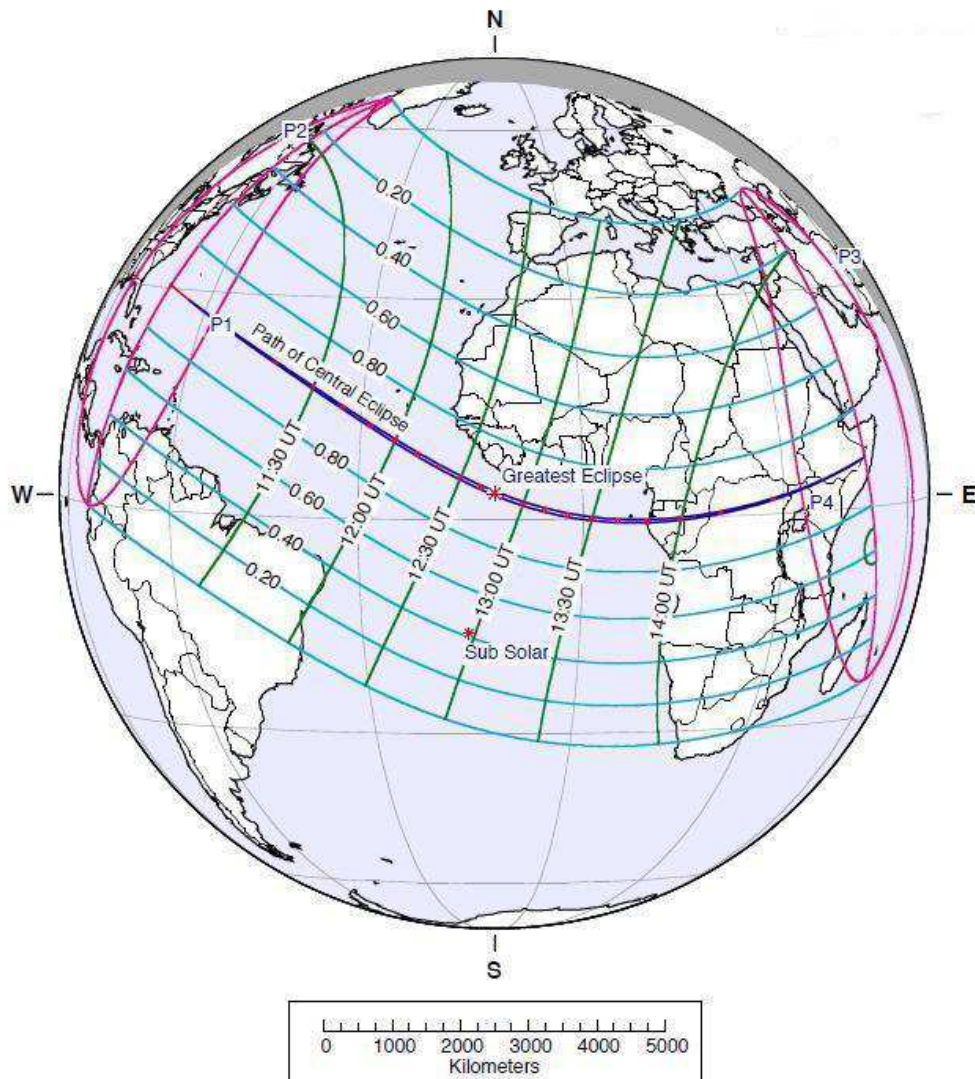 N
P2
0.20
0.40
P3
0.60
P1
Path of Central Eclipse
0.80
W
E
Greatest Eclipse
P4
11:30 UT
0.80
12:00 UT
0.60
12:30 UT
0.40
13:00 UT
13:30 UT
14:00 UT
0.20
Sub Solar
S
0 1000 2000 3000 4000 5000
Kilometers